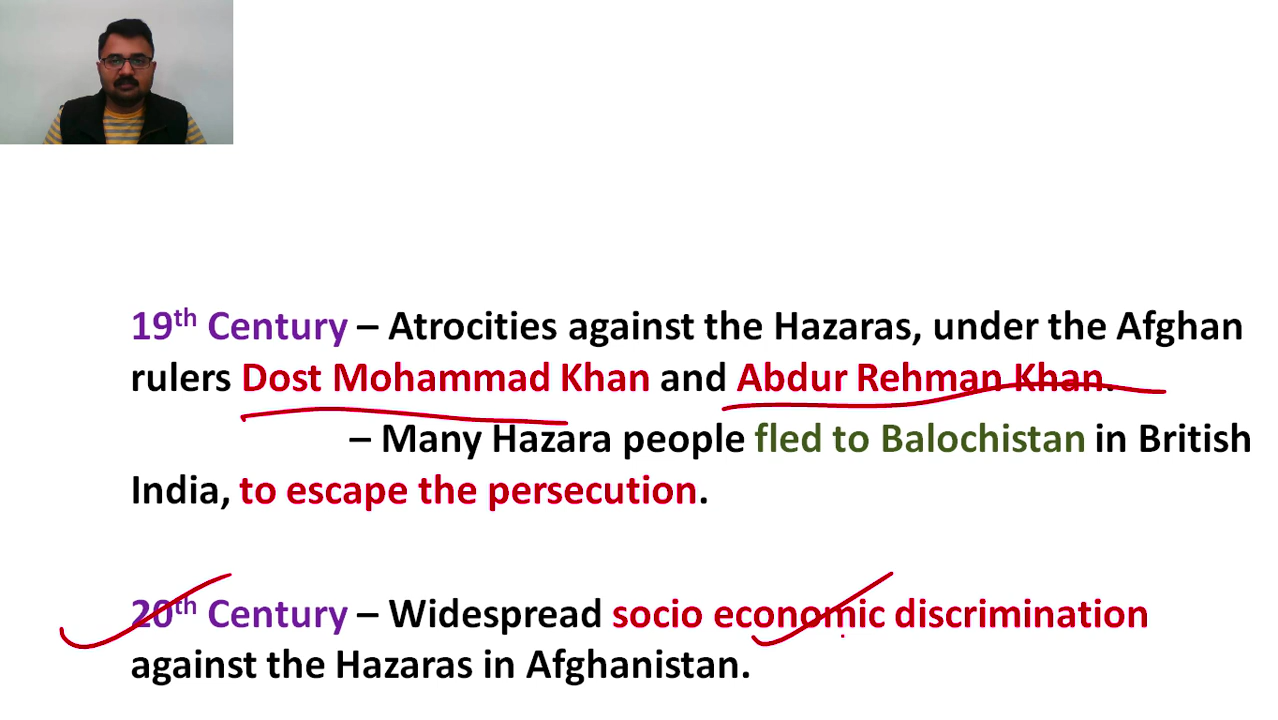 19th Century – Atrocities against the Hazaras, under the Afghan
rulers Dost Mohammad Khan and Abdur Rehman Khan.
– Many Hazara people fled to Balochistan in British
India, to escape the persecution.
20th Century – Widespread socio economic discrimination
against the Hazaras in Afghanistan.